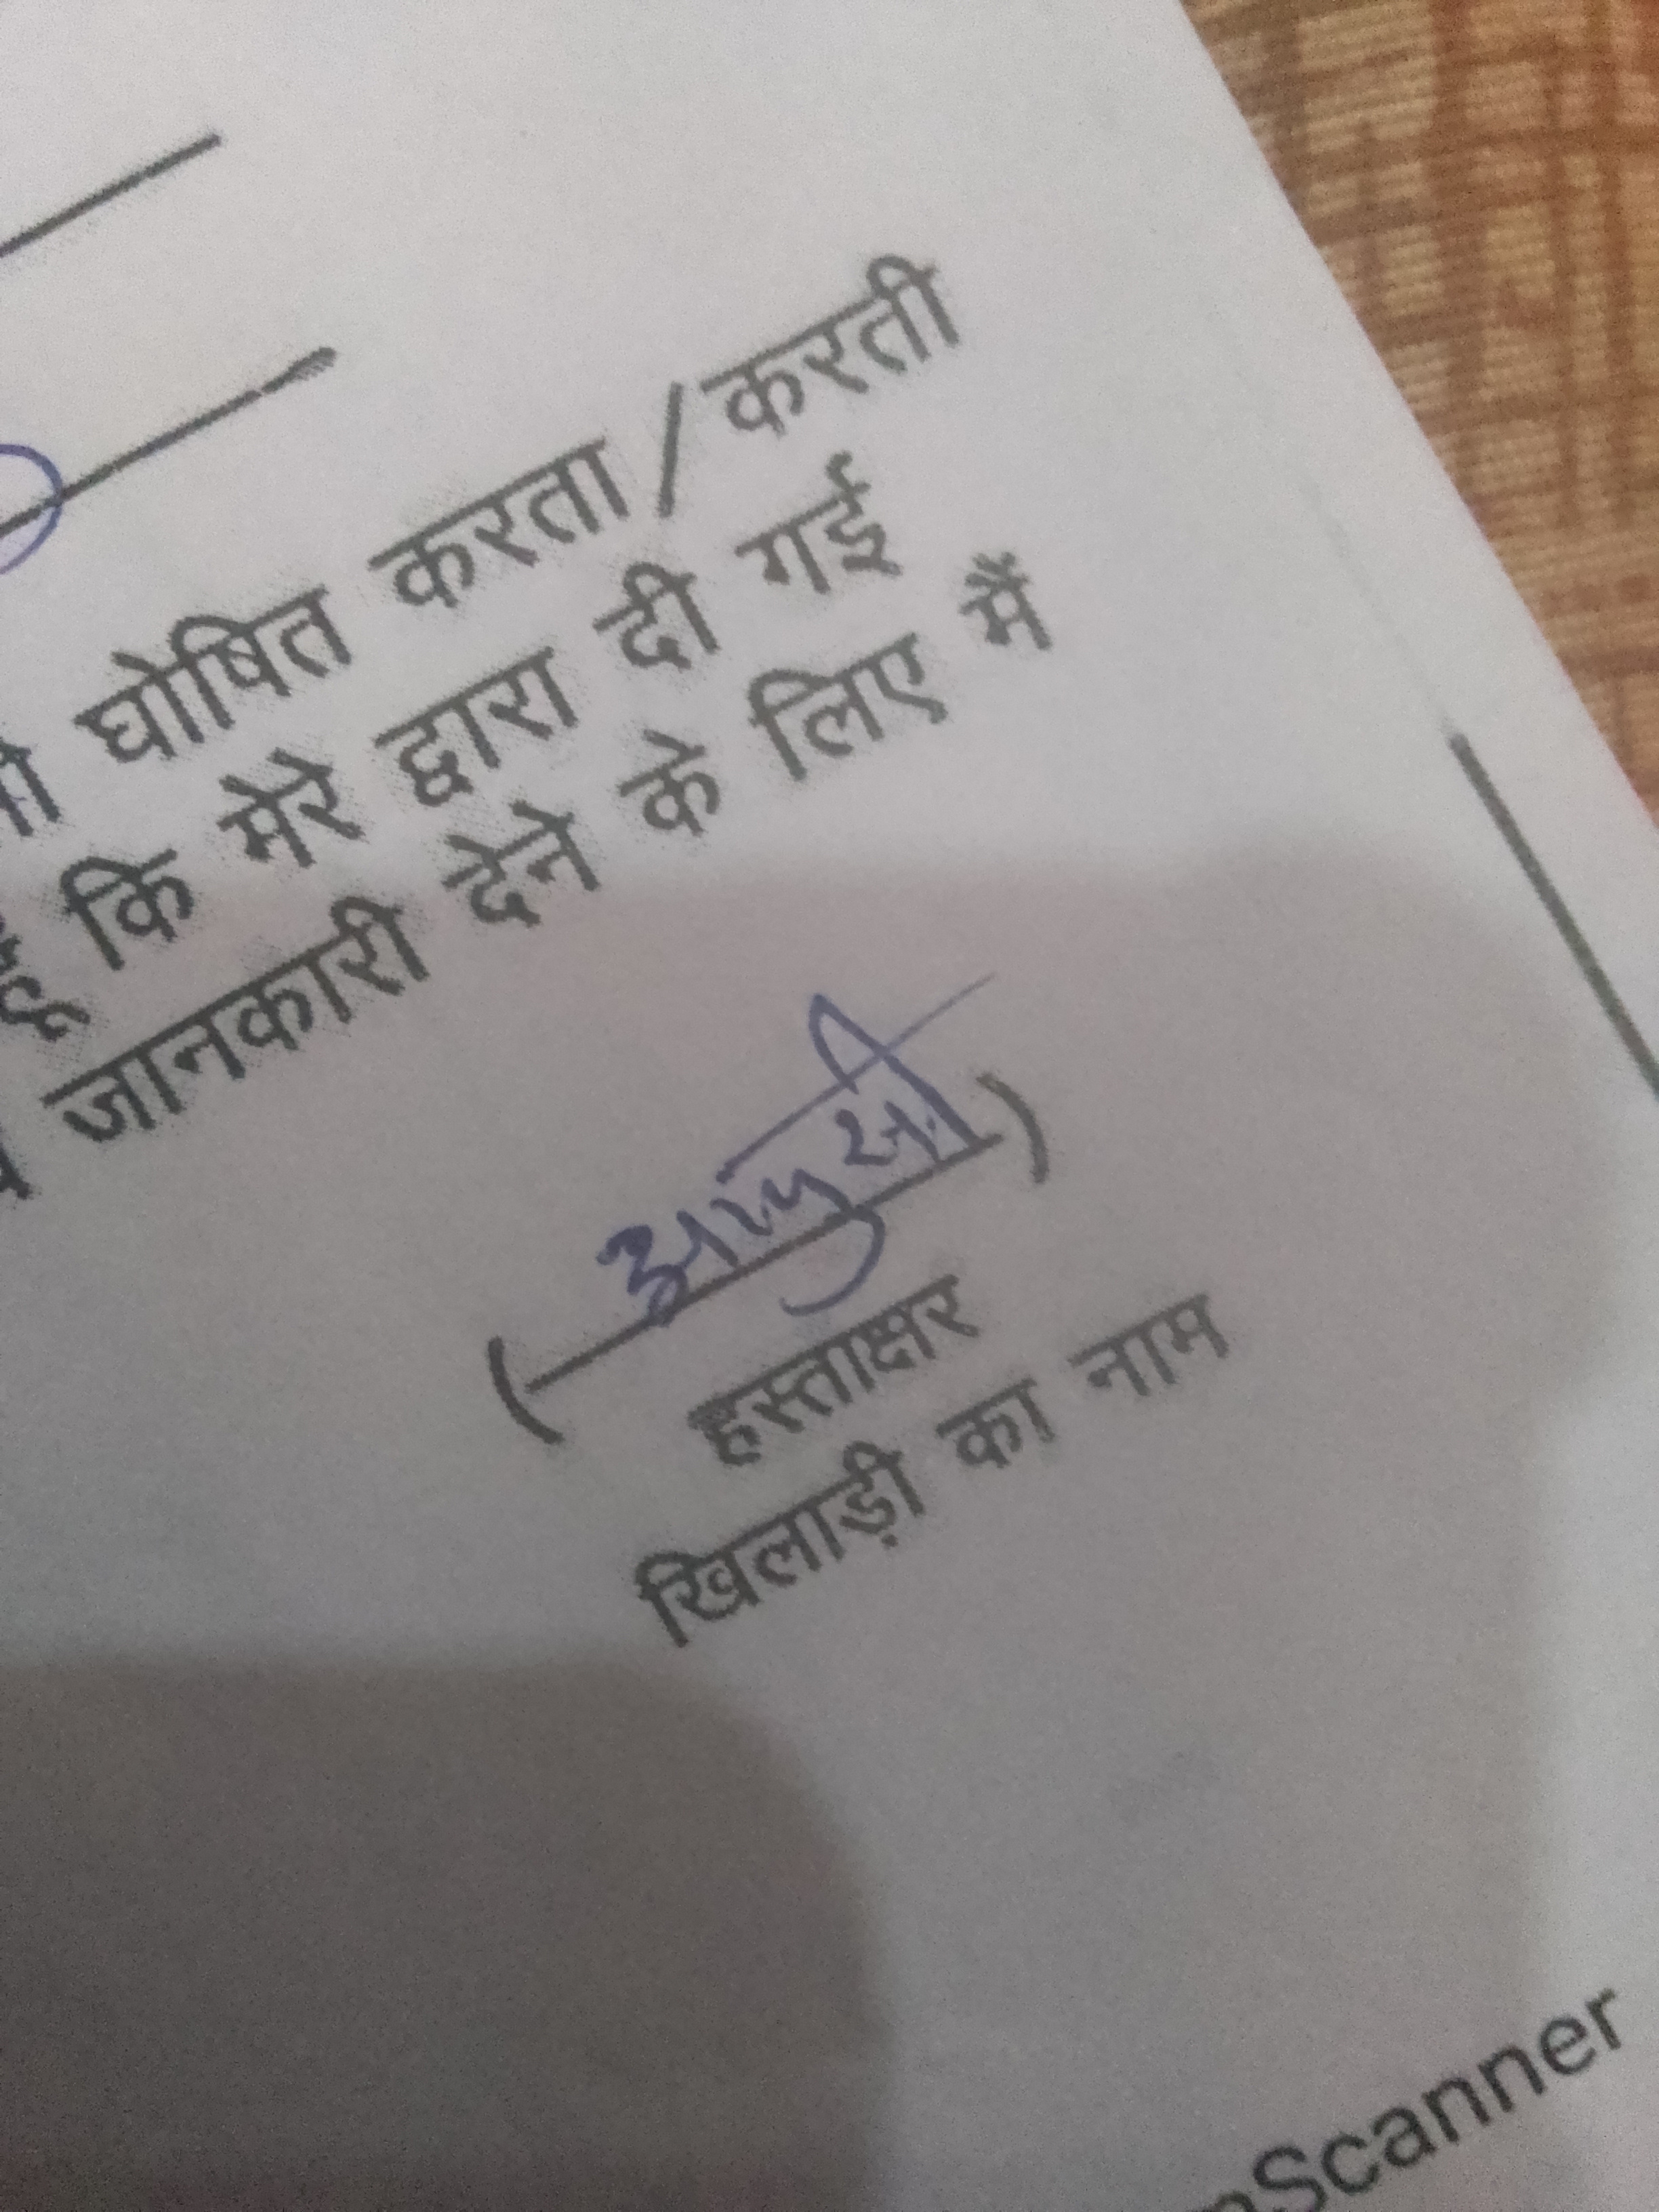 घोषित करता/करती
कि मेरे द्वारा दी गई
जानकारी देने के लिए मैं
(
)
हस्ताक्षर
खिलाड़ी का नाम
Scanner